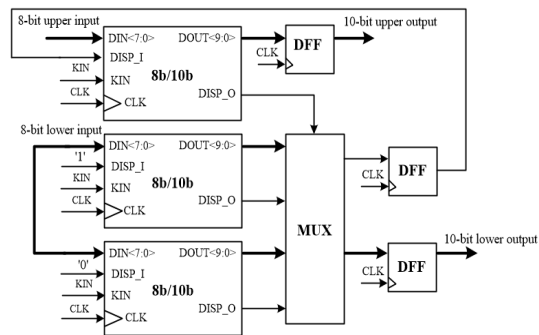 8-bit upper input
10-bit upper output
DIN<7:0> DOUT<9:0>
DFF
CLK
DISP_I
KIN
KIN
8b/10b
CLK
CLK
DISP_O
8-bit lower input
DIN<7:0> DOUT<9:0>
'1'
DISP_I
KIN
KIN
8b/10b
CLK
CLK
DISP_O
MUX
DFF
CLK
DIN<7:0> DOUT<9:0>
'0'
DISP_I
KIN
KIN
8b/10b
CLK
CLK
DISP_O
10-bit lower output
DFF
CLK